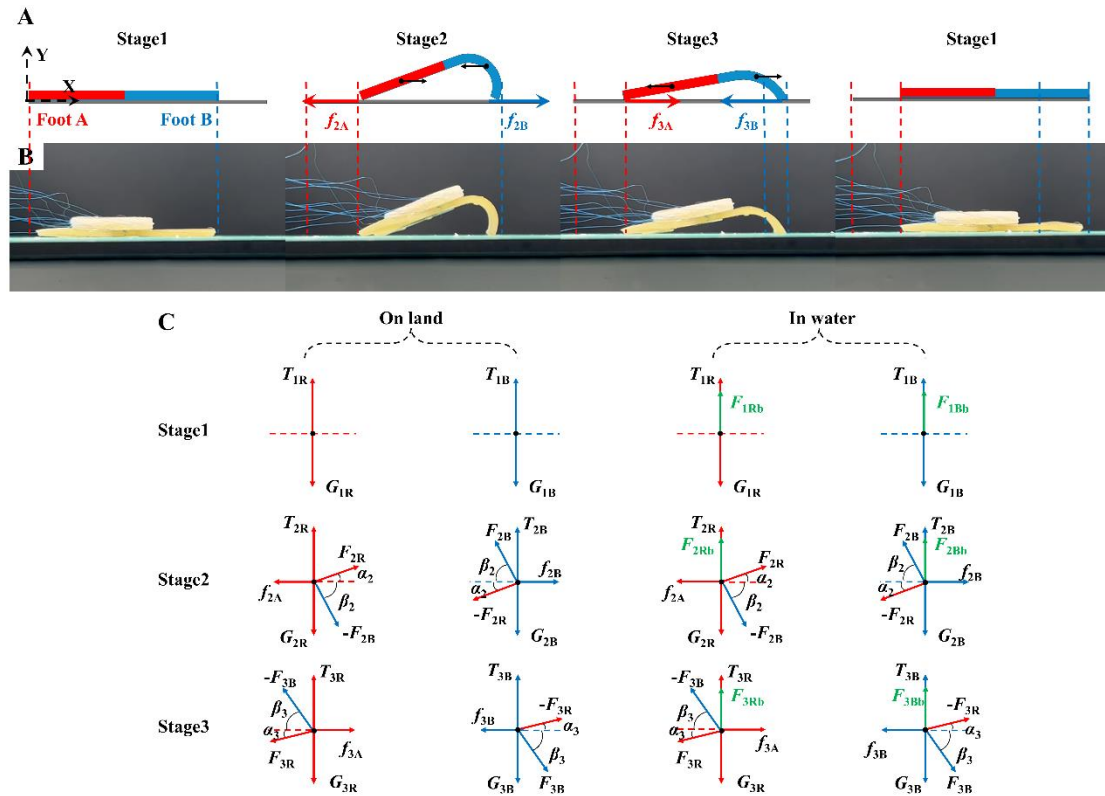 A
Stage1 Stage2 Stage3 Stage1
Y
X
Foot A Foot B f2A f2B f3A f3B
B
C
On land In water
T1R T1B T1R T1B
F1Rb F1Bb
Stage1
G1R G1B G1R G1B
T2R F2B T2B T2R F2B T2B
F2R F2Rb F2R F2Bb
Stage2
f2A α2 β2 β2 α2 f2B f2A α2 β2 β2 α2 f2B
-F2R -F2R
G2R -F2B G2B G2R -F2B G2B
-F3B T3R T3B -F3B T3R T3B
F3Rb F3Bb
Stage3
β3 α3 f3B -F3R α3 β3 α3 -F3R α3
F3R f3A β3 F3R f3A f3B β3
G3R G3B F3B G3R G3B F3B